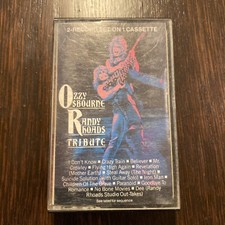 2-RECORD SET ON 1 CASSETTE
OZZY
OSBOURNE
RANDY
RHOADS
TRIBUTE
I Don't Know • Crazy Train • Believer • Mr.
Crowley • Flying High Again • Revelation
(Mother Earth) • Steal Away (The Night) •
Suicide Solution (with Guitar Solo) • Iron Man •
Children Of The Grave • Paranoid • Goodbye To
Romance • No Bone Movies • Dee (Randy
Rhoads Studio Out-Takes)